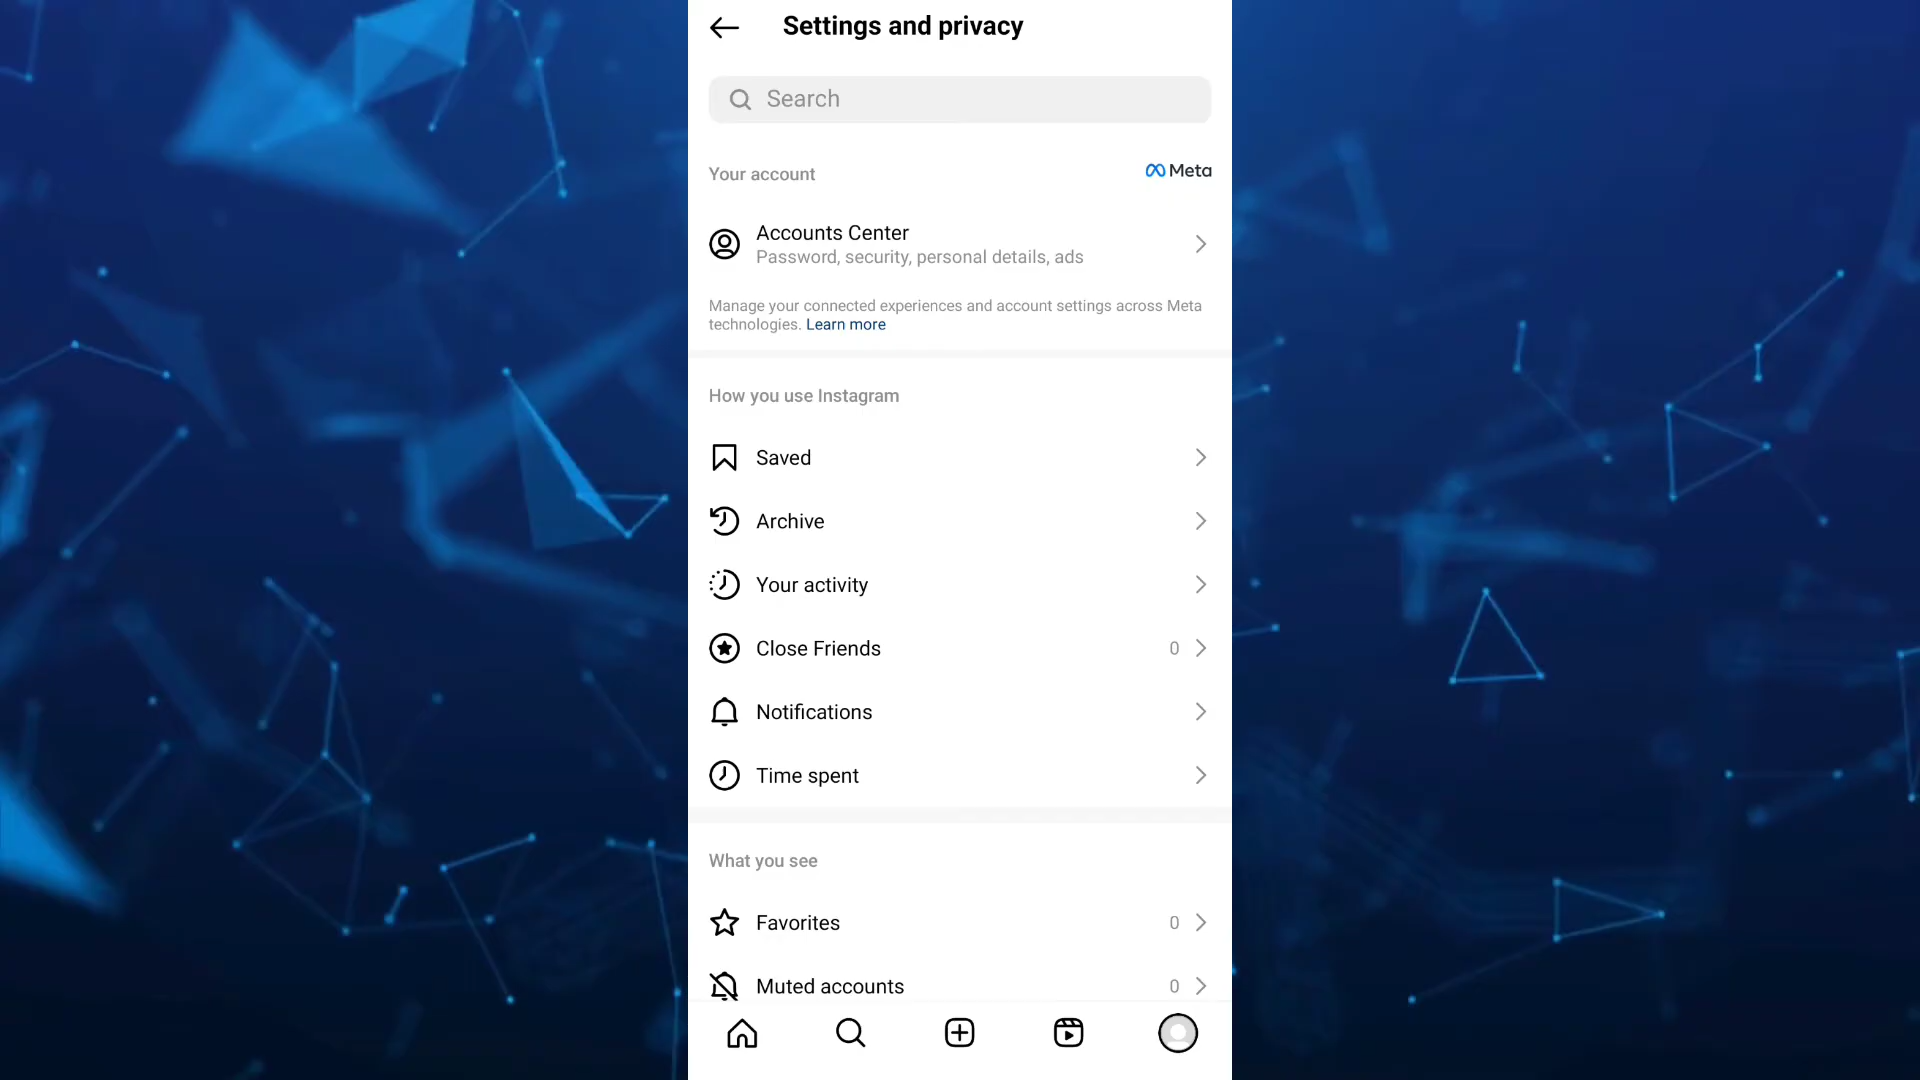 Settings and privacy
Search
Your account
Meta
Accounts Center
Password, security, personal details, ads
Manage your connected experiences and account settings across Meta
technologies. Learn more
How you use Instagram
Saved
Archive
Your activity
Close Friends 0
Notifications
Time spent
What you see
Favorites 0
Muted accounts 0